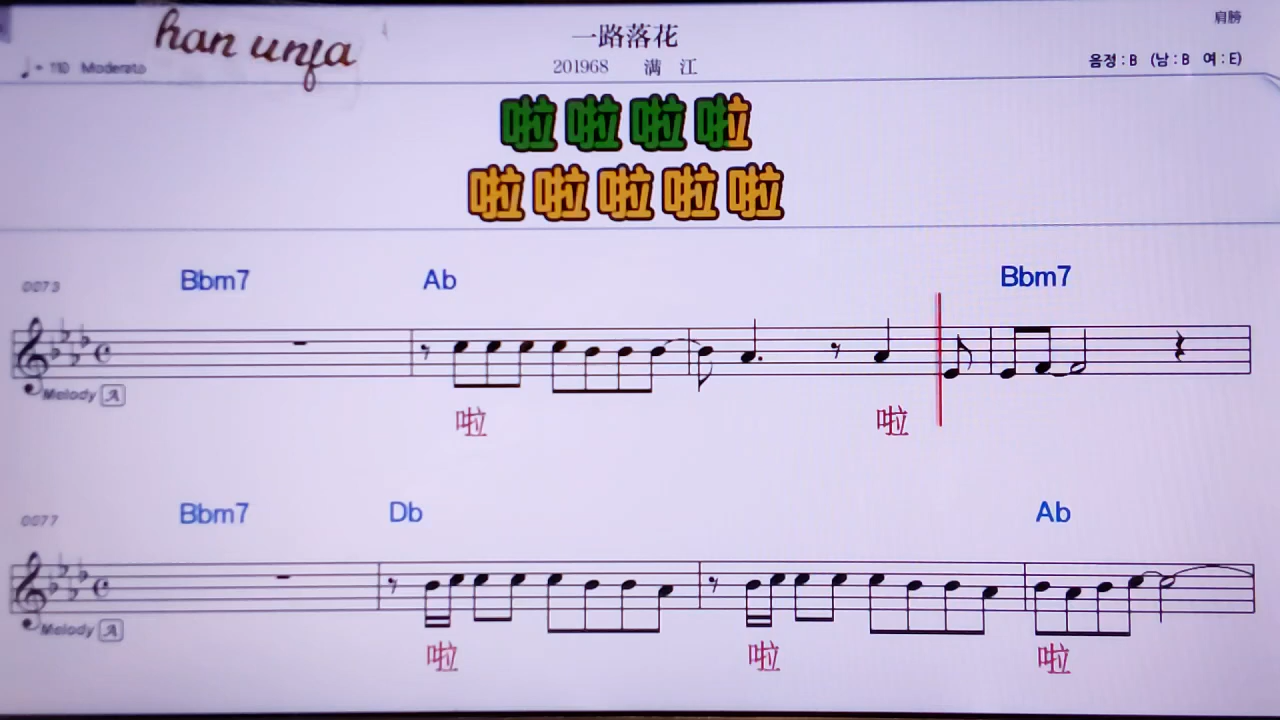 han unfa
一路落花
肩膀
♩= 110 Moderato
201968 满 江
음정 : B (남 : B 여 : E)
啦 啦 啦 啦
啦 啦 啦 啦 啦
0073
Bbm7 Ab Bbm7
Melody A
啦 啦
0077
Bbm7 Db Ab
Melody A
啦 啦 啦